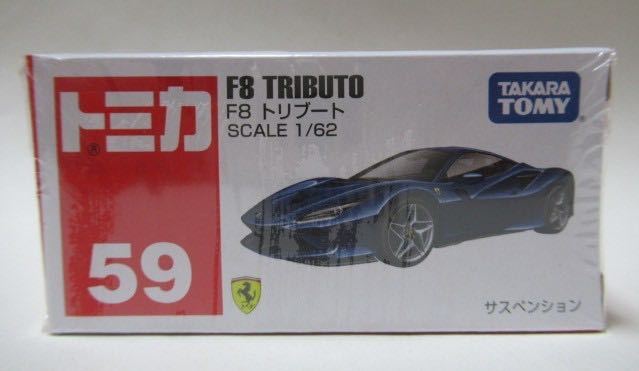 トミカ
®
59
F8 TRIBUTO
F8 トリブート
SCALE 1/62
TAKARA
TOMY
サスペンション